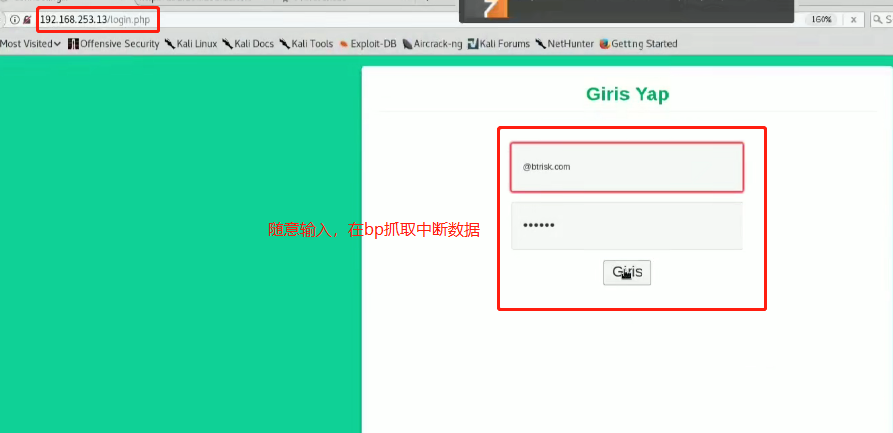 192.168.253.13/login.php
160%
Most Visited
Offensive Security
Kali Linux
Kali Docs
Kali Tools
Exploit-DB
Aircrack-ng
Kali Forums
NetHunter
Getting Started
Giris Yap
@btrisk.com
••••••
随意输入，在bp抓取中断数据
Giris